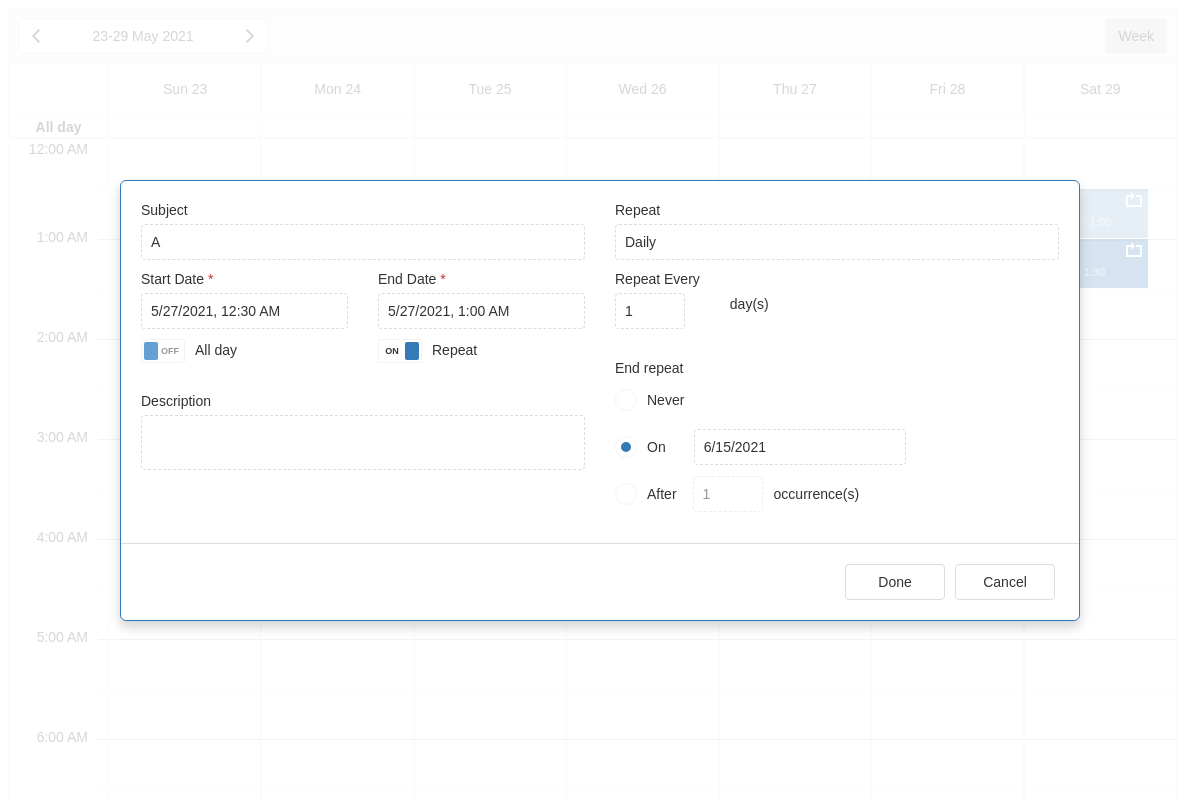 23-29 May 2021
Week
Sun 23
Mon 24
Tue 25
Wed 26
Thu 27
Fri 28
Sat 29
All day
12:00 AM
1:00 AM
2:00 AM
3:00 AM
4:00 AM
5:00 AM
6:00 AM
- 1:00
1:30
Subject
A
Start Date *
End Date *
5/27/2021, 12:30 AM
5/27/2021, 1:00 AM
OFF
All day
ON
Repeat
Description
Repeat
Daily
Repeat Every
1
day(s)
End repeat
Never
On
6/15/2021
After
1
occurrence(s)
Done
Cancel